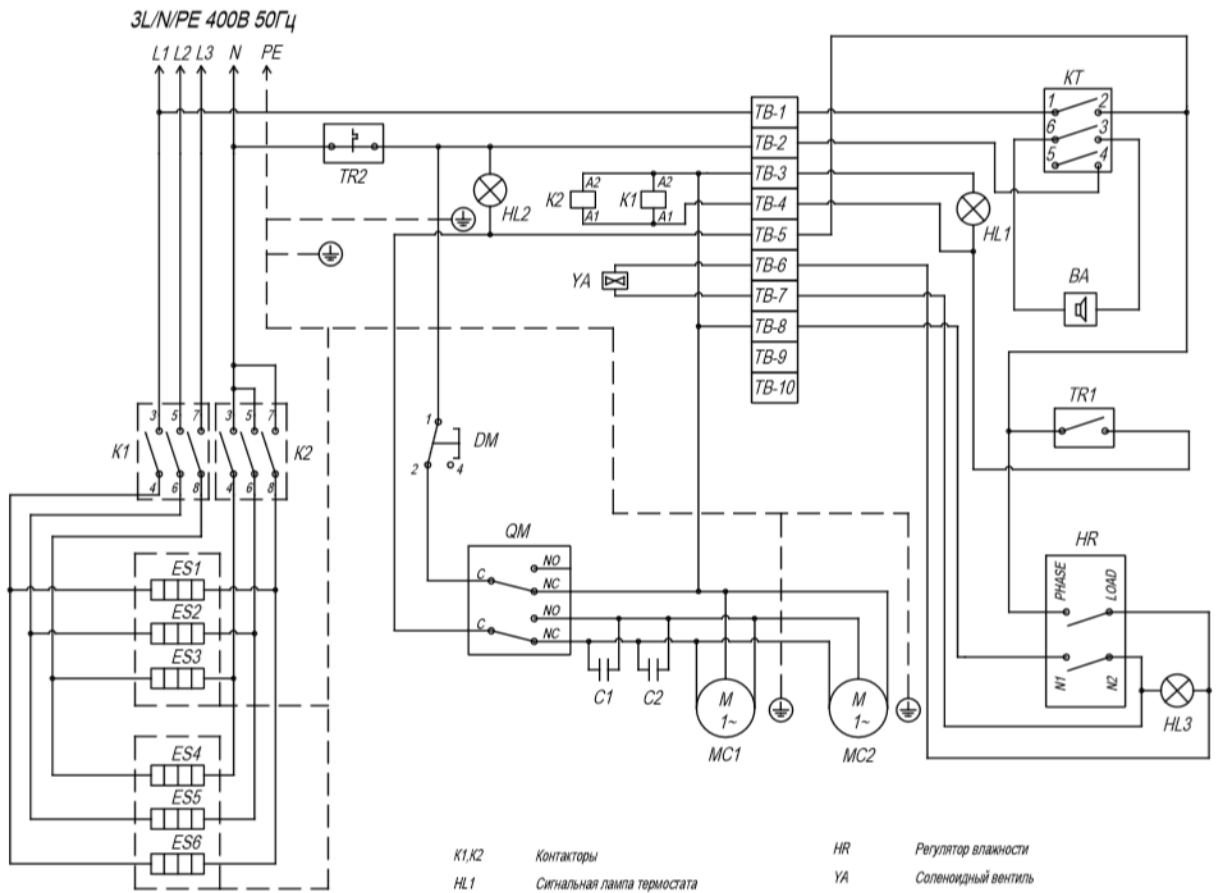 3L/N/PE 400В 50Гц
L1 L2 L3 N PE
TR2
HL2
K2 A2 A1
K1 A2 A1
YA
TB-1
TB-2
TB-3
TB-4
TB-5
TB-6
TB-7
TB-8
TB-9
TB-10
KT
1 2
6 3
5 4
HL1
BA
TR1
K1 3 5 7
4 6 8
K2 3 5 7
4 6 8
DM 1
2 4
QM
C NO
NC
C NO
NC
C1 C2
M
1~
MC1
M
1~
MC2
HR
PHASE LOAD
N1 N2
HL3
ES1
ES2
ES3
ES4
ES5
ES6
K1,K2 Контакторы
HL1 Сигнальная лампа термостата
HR Регулятор влажности
YA Соленоидный вентиль